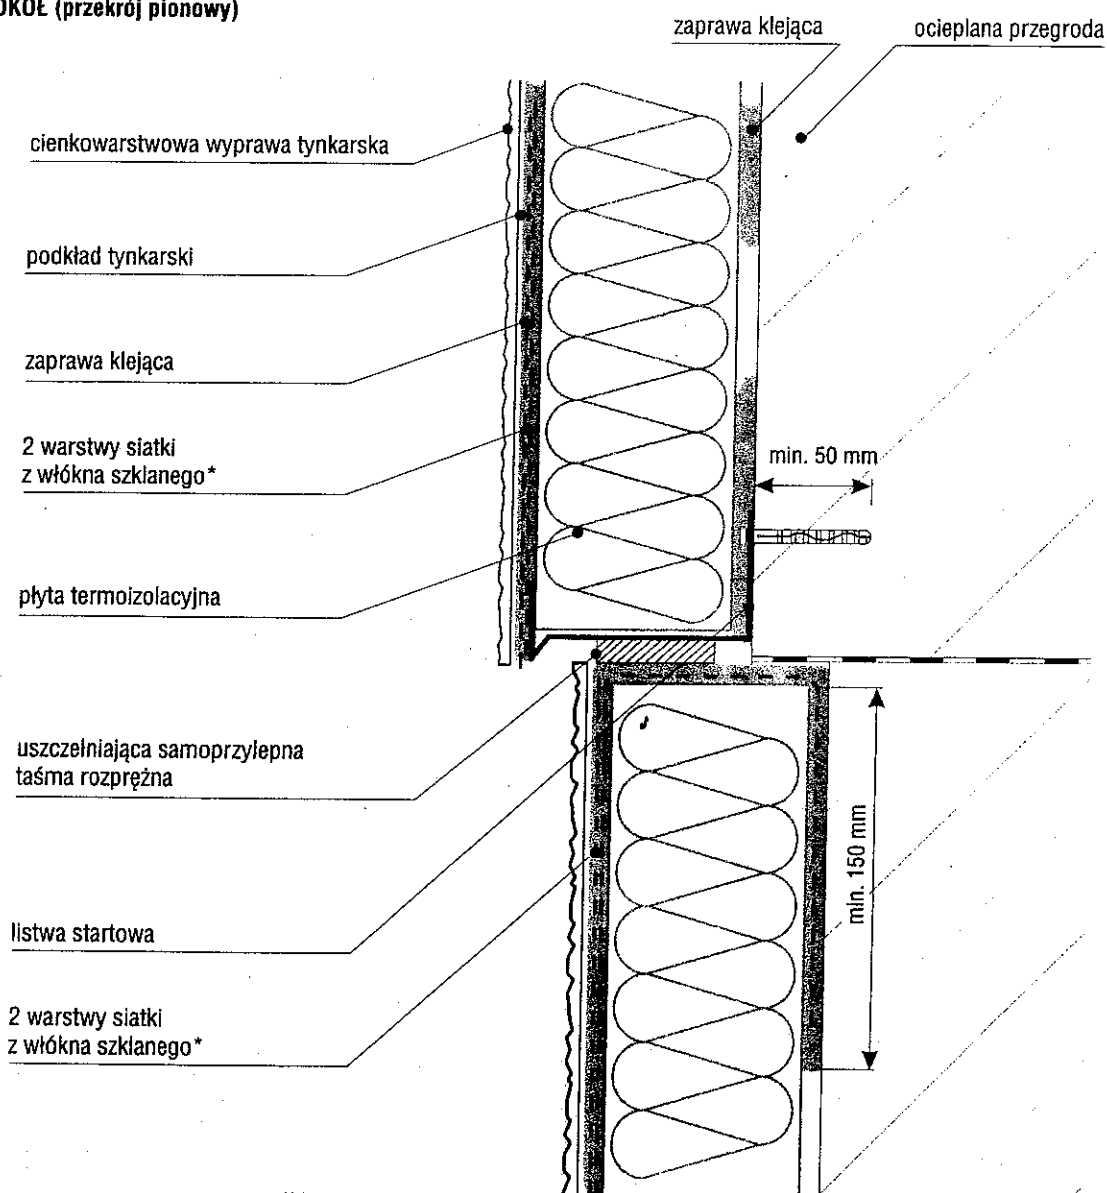 OKÓŁ (przekrój pionowy)
zaprawa klejąca
ocieplana przegroda
cienkowarstwowa wyprawa tynkarska
podkład tynkarski
zaprawa klejąca
2 warstwy siatki
z włókna szklanego*
min. 50 mm
płyta termoizolacyjna
uszczelniająca samoprzylepna
taśma rozprężna
min. 150 mm
listwa startowa
2 warstwy siatki
z włókna szklanego*